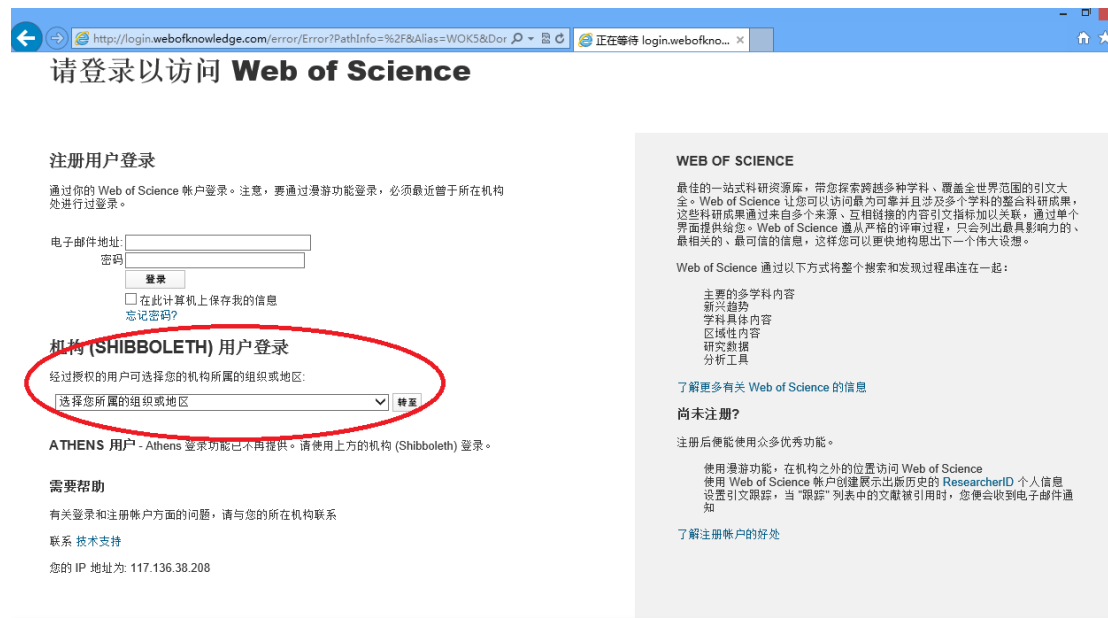 http://login.webofknowledge.com/error/Error?PathInfo=%2F&Alias=WOK5&Dor
正在等待 login.webofkno...
请登录以访问 Web of Science
注册用户登录
通过你的 Web of Science 帐户登录。注意，要通过漫游功能登录，必须最近曾于所在机构
处进行过登录。
电子邮件地址:
密码
登录
在此计算机上保存我的信息
忘记密码?
机构 (SHIBBOLETH) 用户登录
经过授权的用户可选择您的机构所属的组织或地区:
选择您所属的组织或地区
转至
ATHENS 用户 - Athens 登录功能已不再提供。请使用上方的机构 (Shibboleth) 登录。
需要帮助
有关登录和注册帐户方面的问题，请与您的所在机构联系
联系 技术支持
您的 IP 地址为: 117.136.38.208
WEB OF SCIENCE
最佳的一站式科研资源库，带您探索跨越多种学科、覆盖全世界范围的引文大
全。Web of Science 让您可以访问最为可靠并且涉及多个学科的整合科研成果，
这些科研成果通过来自多个来源、互相链接的内容引文指标加以关联，通过单个
界面提供给您。Web of Science 遵从严格的评审过程，只会列出最具影响力的、
最相关的、最可信的信息，这样您可以更快地构思出下一个伟大设想。
Web of Science 通过以下方式将整个搜索和发现过程串连在一起：
主要的多学科内容
新兴趋势
学科具体内容
区域性内容
研究数据
分析工具
了解更多有关 Web of Science 的信息
尚未注册?
注册后便能使用众多优秀功能。
使用漫游功能，在机构之外的位置访问 Web of Science
使用 Web of Science 帐户创建展示出版历史的 ResearcherID 个人信息
设置引文跟踪，当 "跟踪" 列表中的文献被引用时，您便会收到电子邮件通
知
了解注册帐户的好处